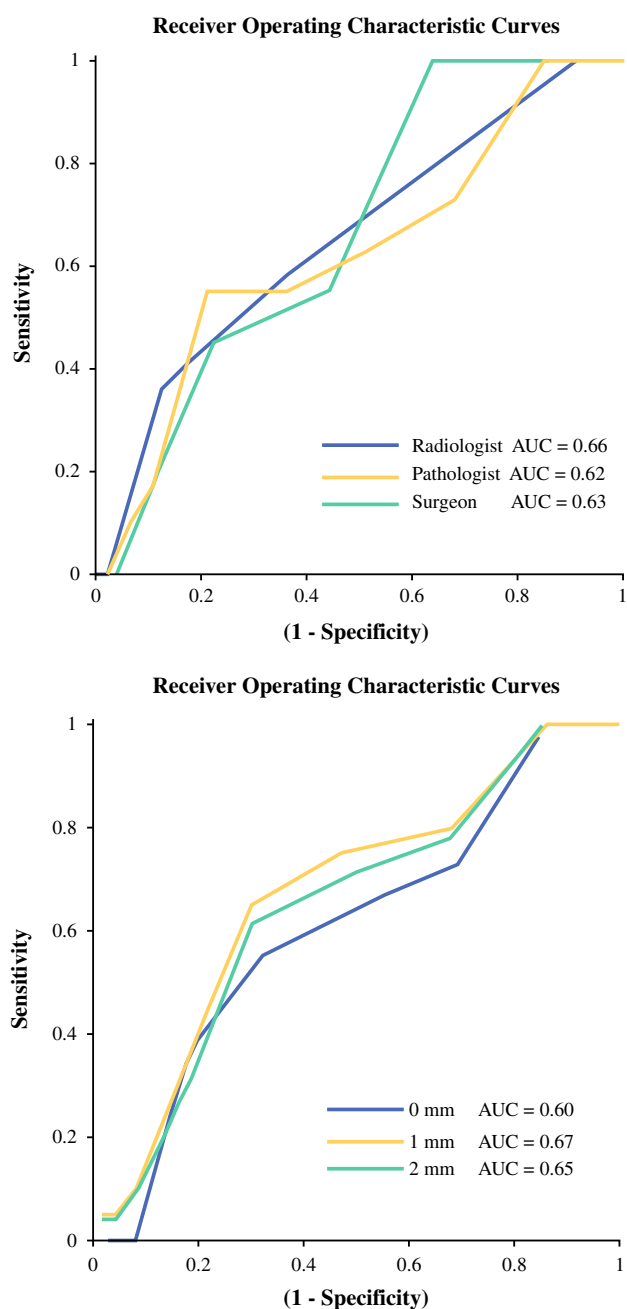 Receiver Operating Characteristic Curves
1
0.8
0.6
0.4
0.2
0
Sensitivity
Radiologist AUC = 0.66
Pathologist AUC = 0.62
Surgeon AUC = 0.63
0 0.2 0.4 0.6 0.8 1
(1 - Specificity)
Receiver Operating Characteristic Curves
1
0.8
0.6
0.4
0.2
0
Sensitivity
0 mm AUC = 0.60
1 mm AUC = 0.67
2 mm AUC = 0.65
0 0.2 0.4 0.6 0.8 1
(1 - Specificity)